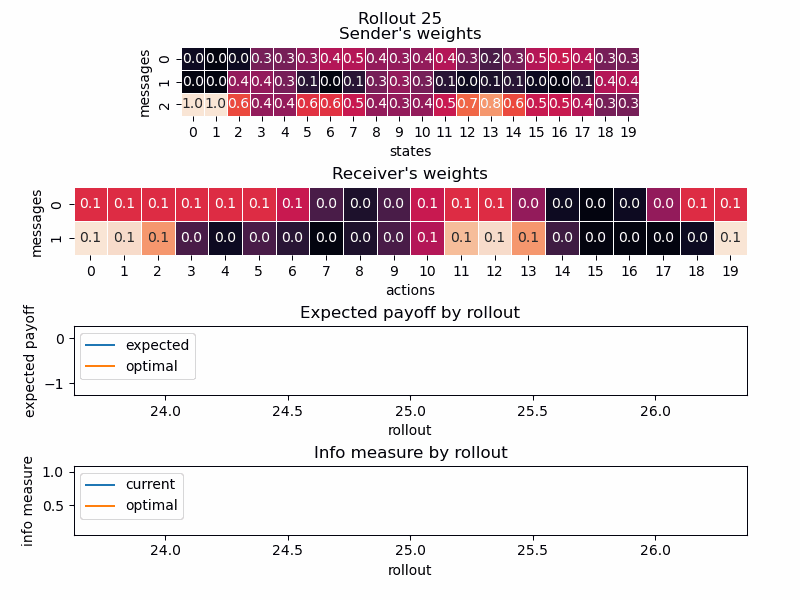 Rollout 25
Sender's weights
messages
0 0.0 0.0 0.0 0.3 0.3 0.3 0.4 0.5 0.4 0.3 0.4 0.4 0.3 0.2 0.3 0.5 0.5 0.4 0.3 0.3
1 0.0 0.0 0.4 0.4 0.3 0.1 0.0 0.1 0.3 0.3 0.3 0.1 0.0 0.1 0.1 0.0 0.0 0.1 0.4 0.4
2 1.0 1.0 0.6 0.4 0.4 0.6 0.6 0.5 0.4 0.3 0.4 0.5 0.7 0.8 0.6 0.5 0.5 0.4 0.3 0.3
0 1 2 3 4 5 6 7 8 9 10 11 12 13 14 15 16 17 18 19
states
Receiver's weights
messages
0 0.1 0.1 0.1 0.1 0.1 0.1 0.1 0.0 0.0 0.0 0.1 0.1 0.1 0.0 0.0 0.0 0.0 0.0 0.1 0.1
1 0.1 0.1 0.1 0.0 0.0 0.0 0.0 0.0 0.0 0.0 0.1 0.1 0.1 0.1 0.0 0.0 0.0 0.0 0.0 0.1
0 1 2 3 4 5 6 7 8 9 10 11 12 13 14 15 16 17 18 19
actions
Expected payoff by rollout
expected payoff
0
−1
expected
optimal
24.0 24.5 25.0 25.5 26.0
rollout
Info measure by rollout
info measure
1.0
0.5
current
optimal
24.0 24.5 25.0 25.5 26.0
rollout